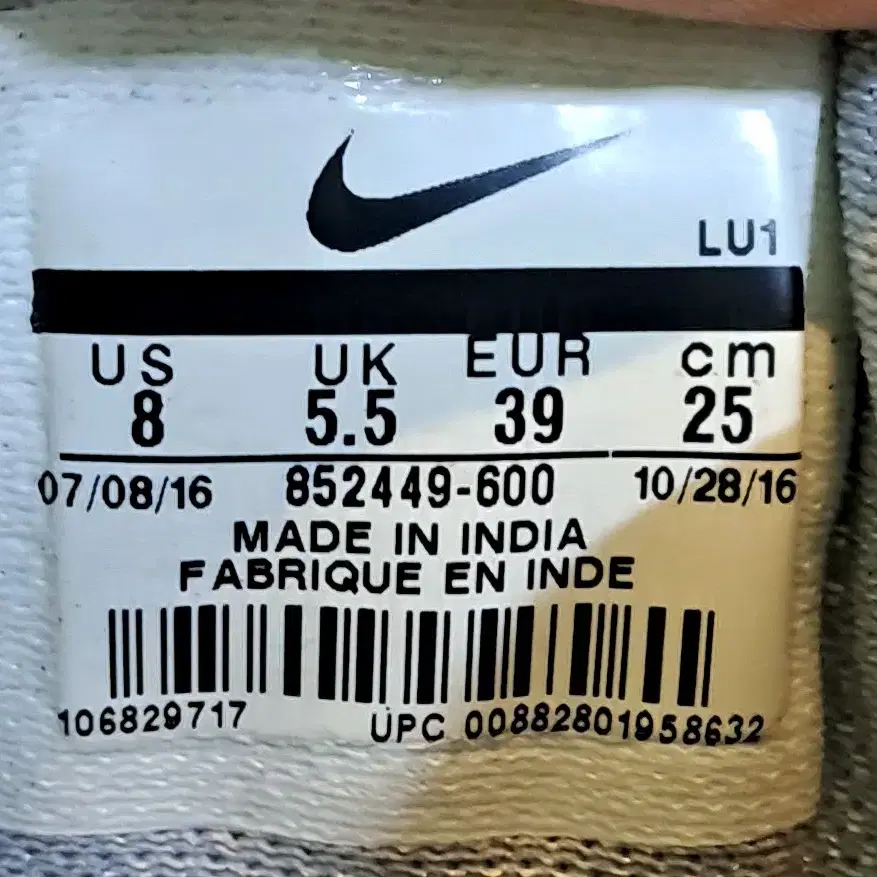 LU1
US UK EUR cm
8 5.5 39 25
07/08/16 852449-600 10/28/16
MADE IN INDIA
FABRIQUE EN INDE
106829717 UPC 00882801958632